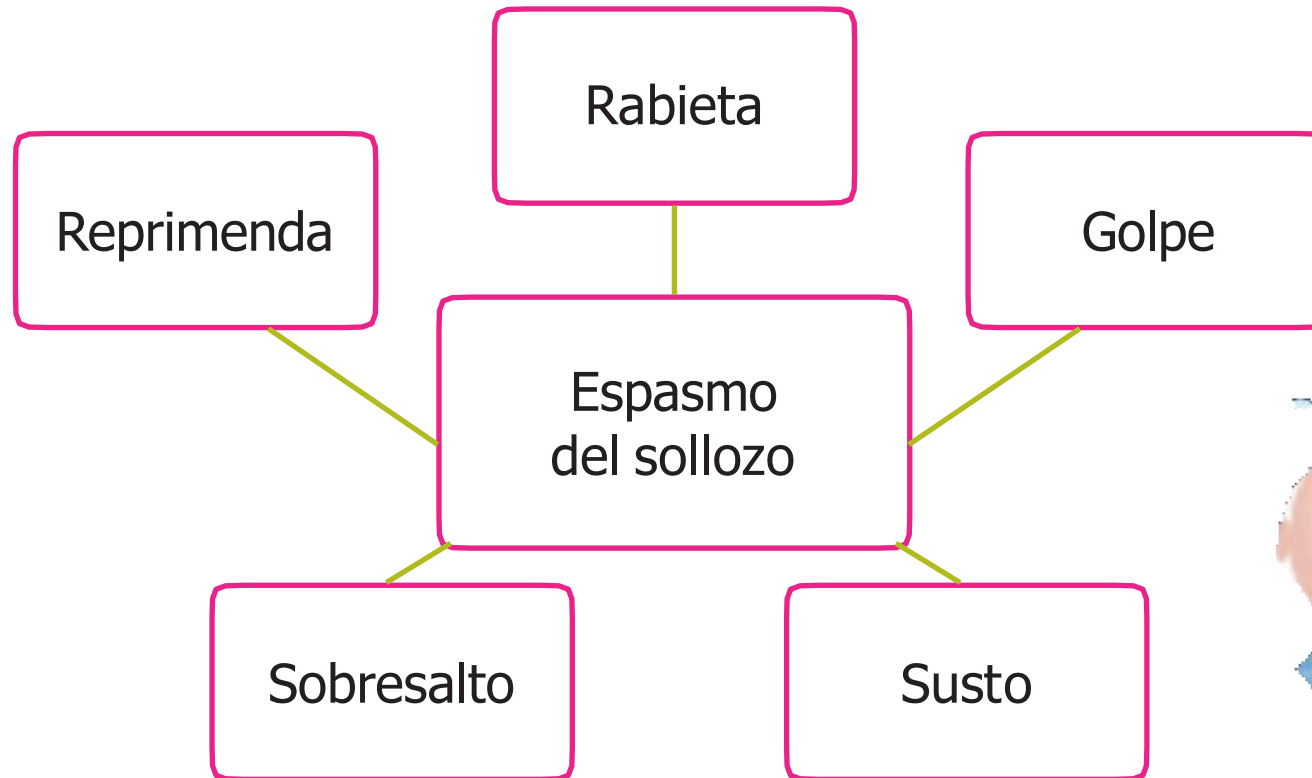 Rabieta
Reprimenda
Golpe
Espasmo
del sollozo
Sobresalto
Susto